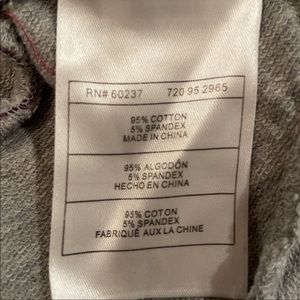 RN# 60237 720 95 2965
95% COTTON
5% SPANDEX
MADE IN CHINA
95% ALGODÓN
5% SPANDEX
HECHO EN CHINA
95% COTON
5% SPANDEX
FABRIQUÉ AUX LA CHINE